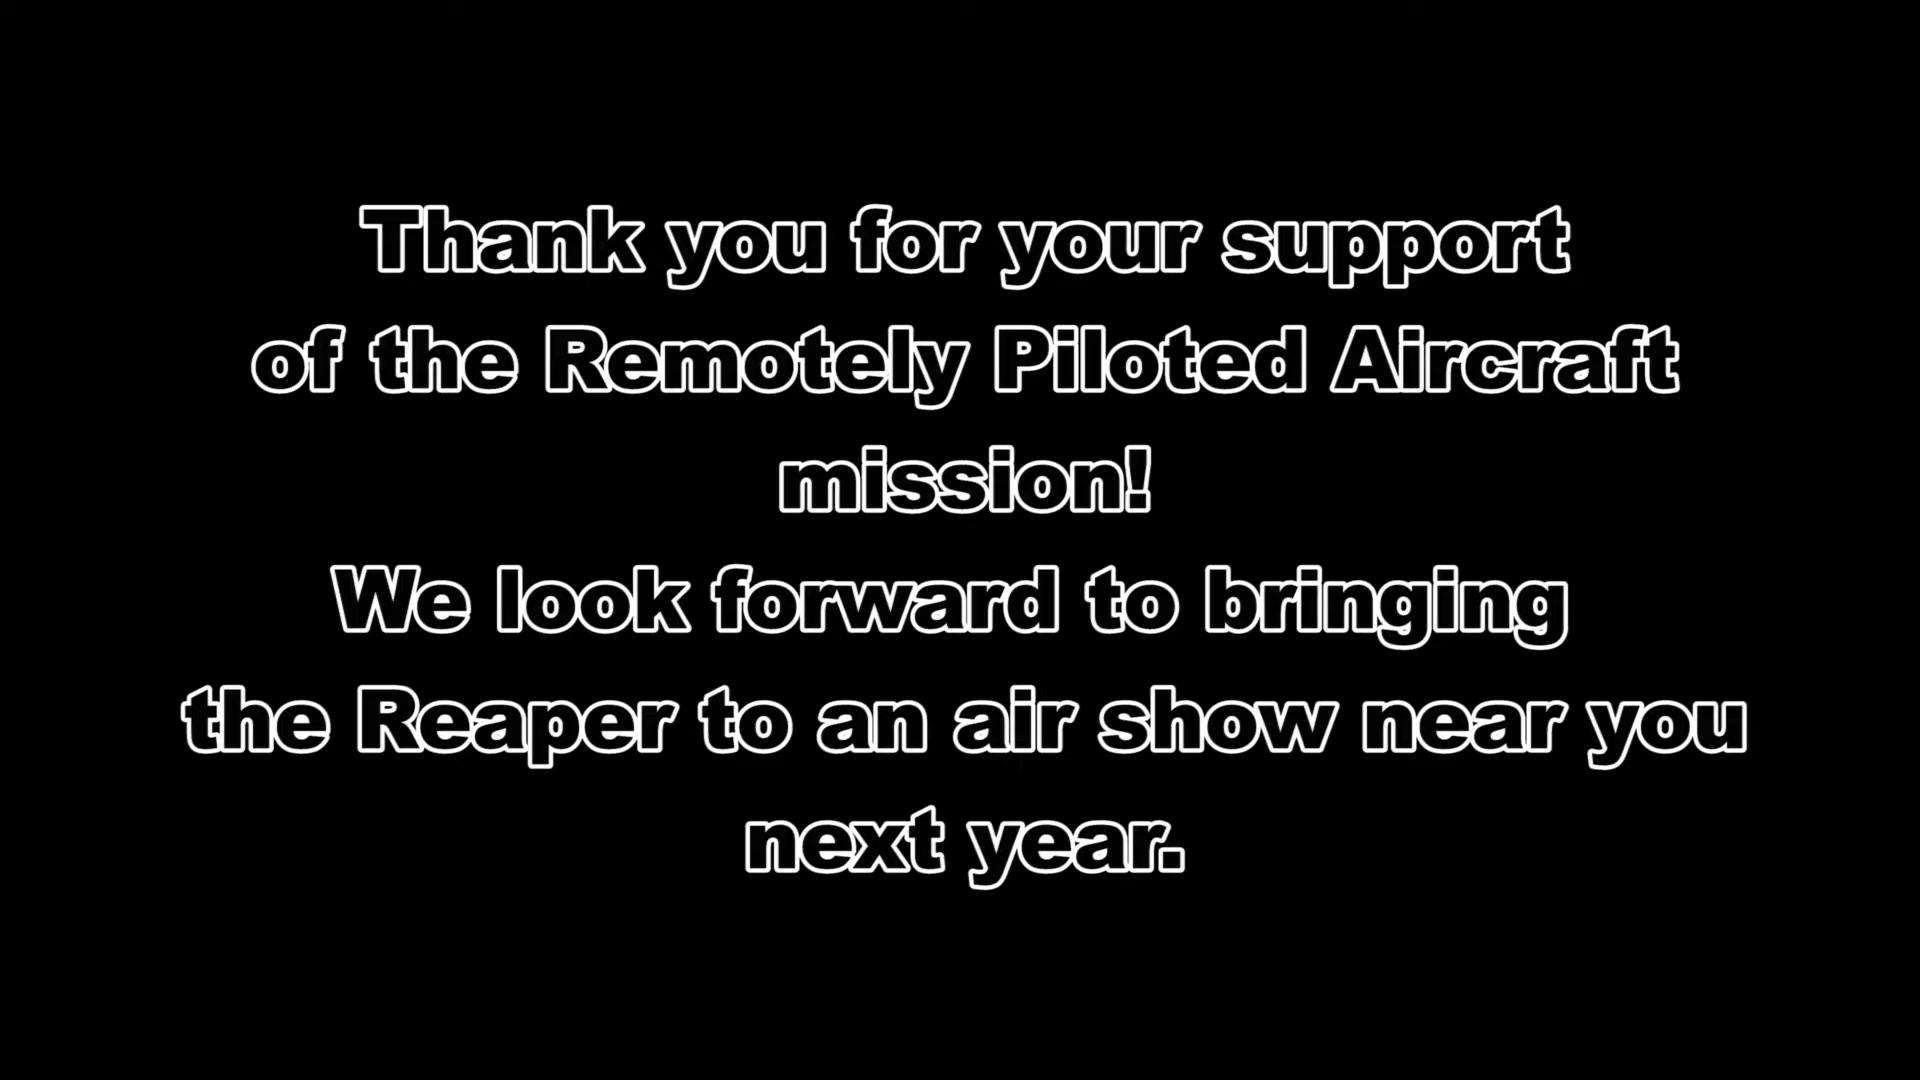 Thank you for your support
of the Remotely Piloted Aircraft
mission!
We look forward to bringing
the Reaper to an air show near you
next year.